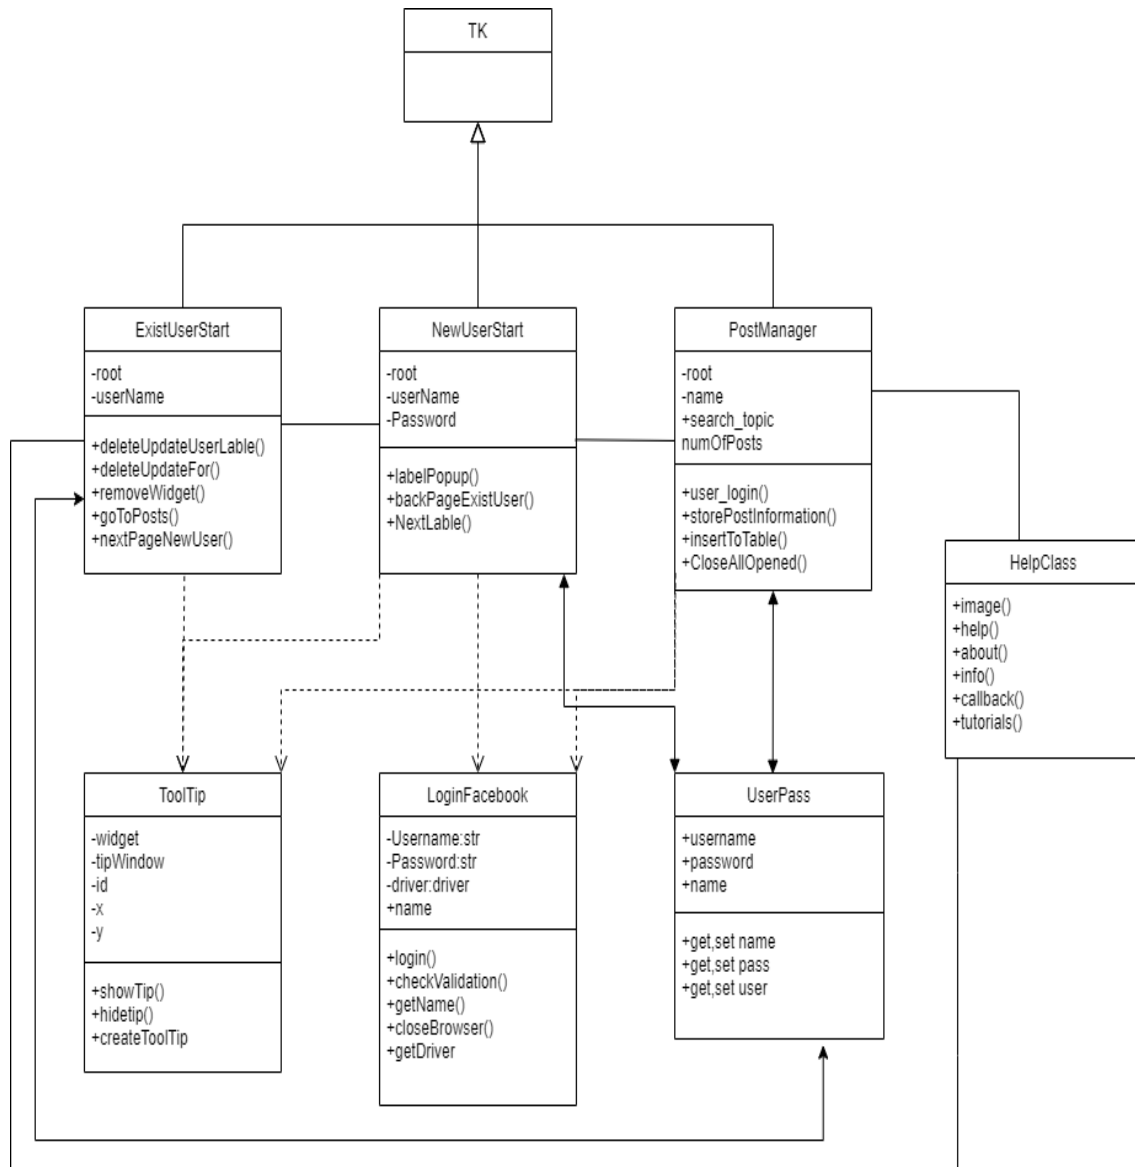 TK
ExistUserStart
-root
-userName
+deleteUpdateUserLable()
+deleteUpdateFor()
+removeWidget()
+goToPosts()
+nextPageNewUser()
NewUserStart
-root
-userName
-Password
+labelPopup()
+backPageExistUser()
+NextLable()
PostManager
-root
-name
+search_topic
numOfPosts
+user_login()
+storePostInformation()
+insertToTable()
+CloseAllOpened()
HelpClass
+image()
+help()
+about()
+info()
+callback()
+tutorials()
ToolTip
-widget
-tipWindow
-id
-x
-y
+showTip()
+hidetip()
+createToolTip
LoginFacebook
-Username:str
-Password:str
-driver:driver
+name
+login()
+checkValidation()
+getName()
+closeBrowser()
+getDriver
UserPass
+username
+password
+name
+get,set name
+get,set pass
+get,set user